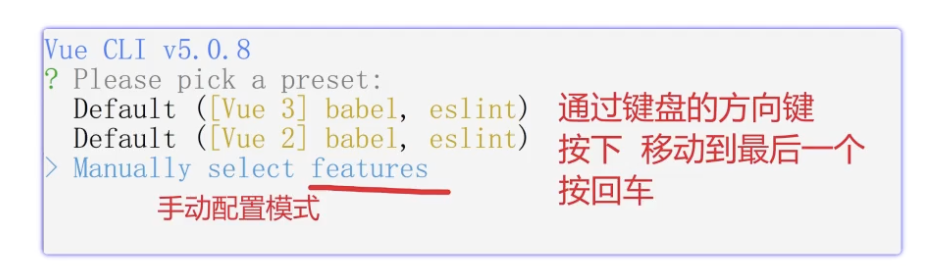 Vue CLI v5.0.8
? Please pick a preset:
Default ([Vue 3] babel, eslint)
Default ([Vue 2] babel, eslint)
> Manually select features
手动配置模式
通过键盘的方向键
按下 移动到最后一个
按回车